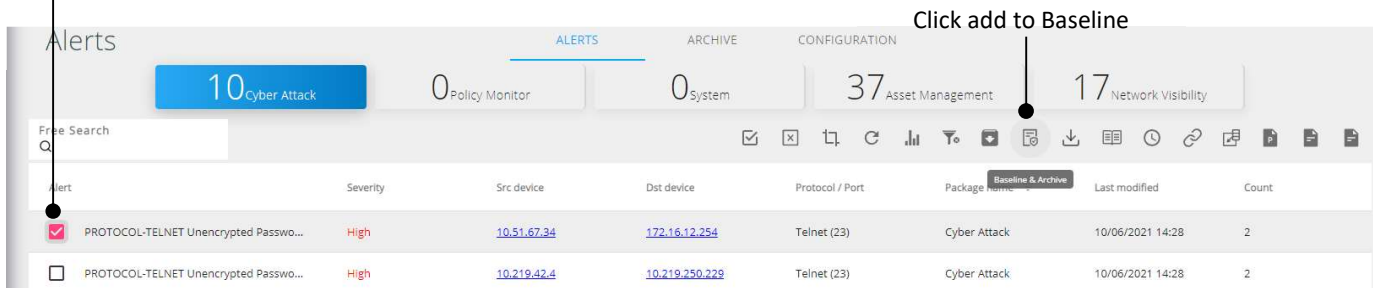 Click add to Baseline
Alerts
ALERTS ARCHIVE CONFIGURATION
10 Cyber Attack 0 Policy Monitor 0 System 37 Asset Management 17 Network Visibility
Free Search
Baseline & Archive
Alert Severity Src device Dst device Protocol / Port Package name Last modified Count
PROTOCOL-TELNET Unencrypted Passwo... High 10.51.67.34 172.16.12.254 Telnet (23) Cyber Attack 10/06/2021 14:28 2
PROTOCOL-TELNET Unencrypted Passwo... High 10.219.42.4 10.219.250.229 Telnet (23) Cyber Attack 10/06/2021 14:28 2